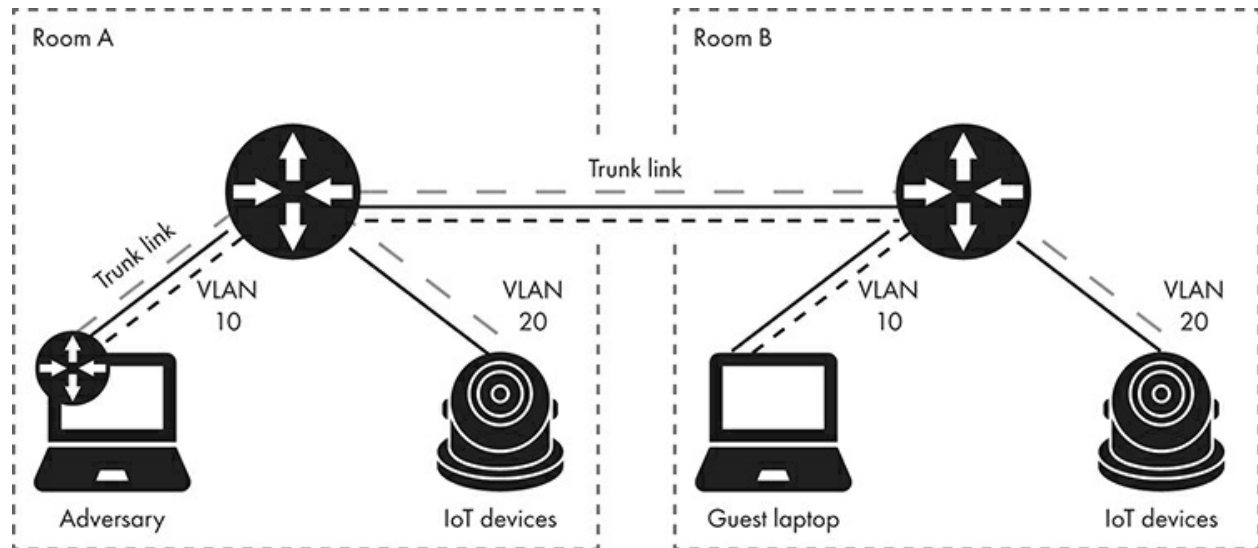 Room A
Room B
Trunk link
Trunk link
VLAN
10
VLAN
20
VLAN
10
VLAN
20
Adversary
IoT devices
Guest laptop
IoT devices